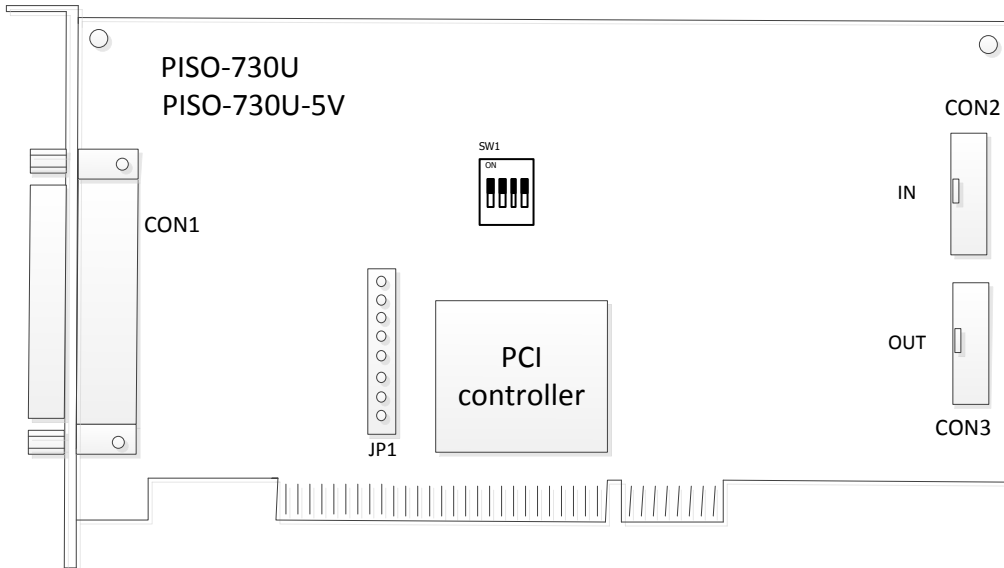 PISO-730U
PISO-730U-5V
CON2
SW1
ON
IN
CON1
OUT
PCI
controller
CON3
JP1